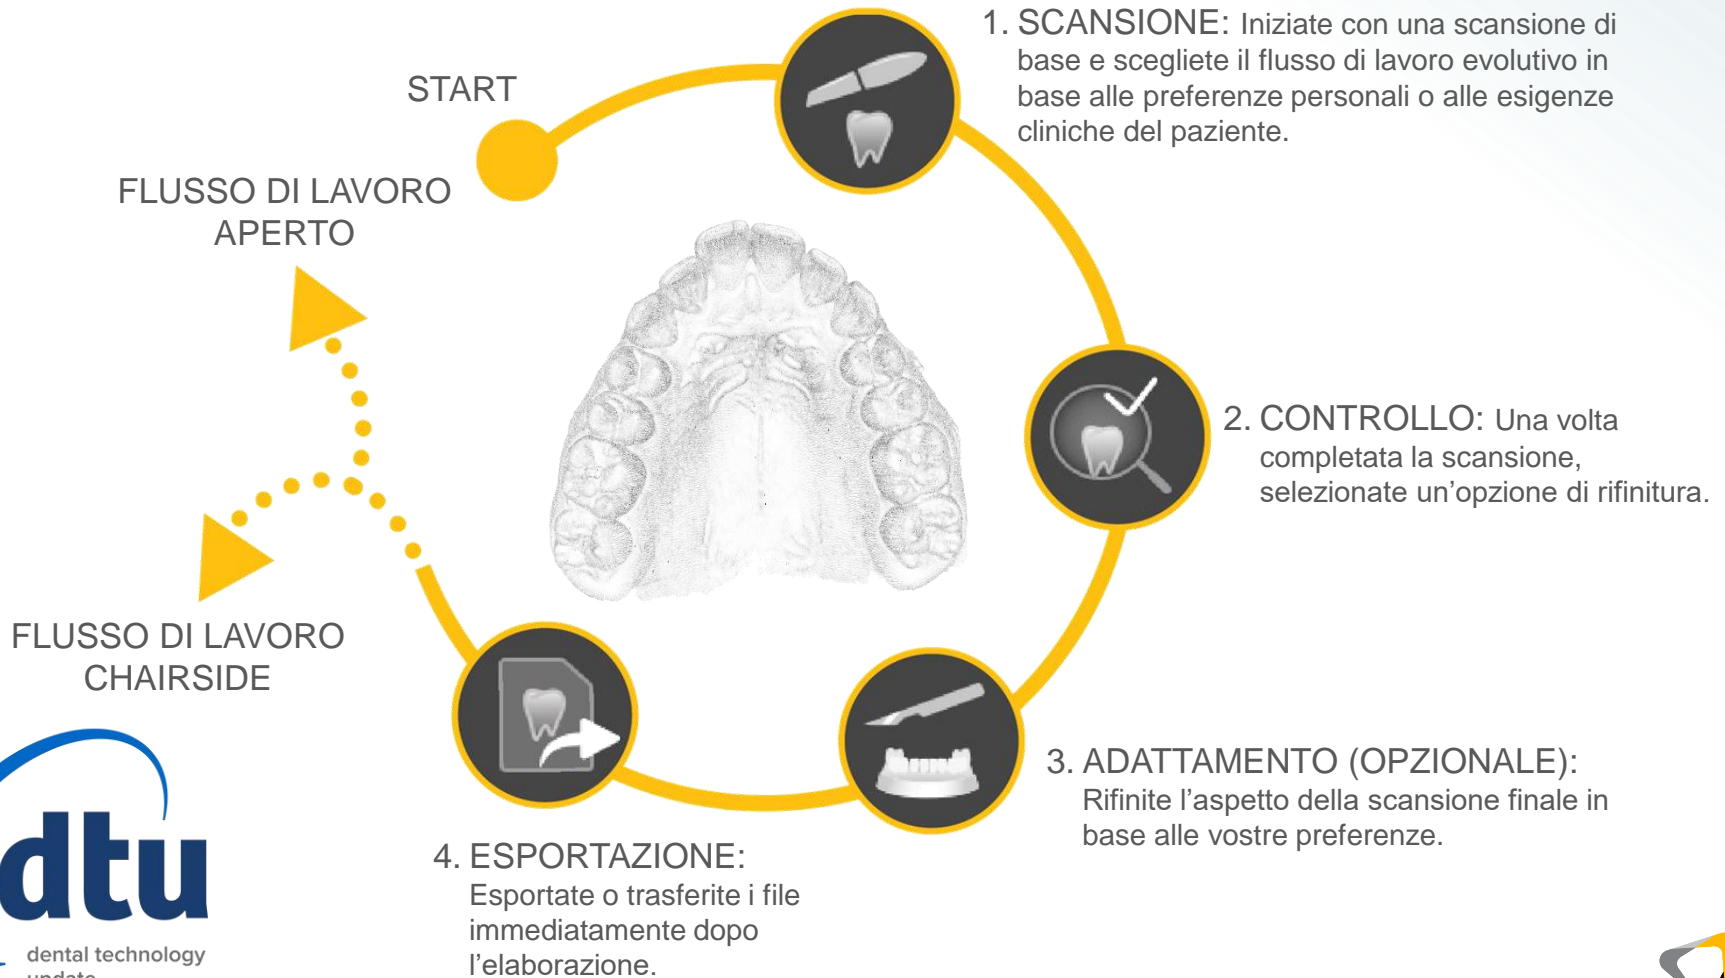 START
1. SCANSIONE: Iniziate con una scansione di
base e scegliete il flusso di lavoro evolutivo in
base alle preferenze personali o alle esigenze
cliniche del paziente.
FLUSSO DI LAVORO
APERTO
2. CONTROLLO: Una volta
completata la scansione,
selezionate un’opzione di rifinitura.
FLUSSO DI LAVORO
CHAIRSIDE
3. ADATTAMENTO (OPZIONALE):
Rifinite l’aspetto della scansione finale in
base alle vostre preferenze.
4. ESPORTAZIONE:
Esportate o trasferite i file
immediatamente dopo
l’elaborazione.
dtu
dental technology
update